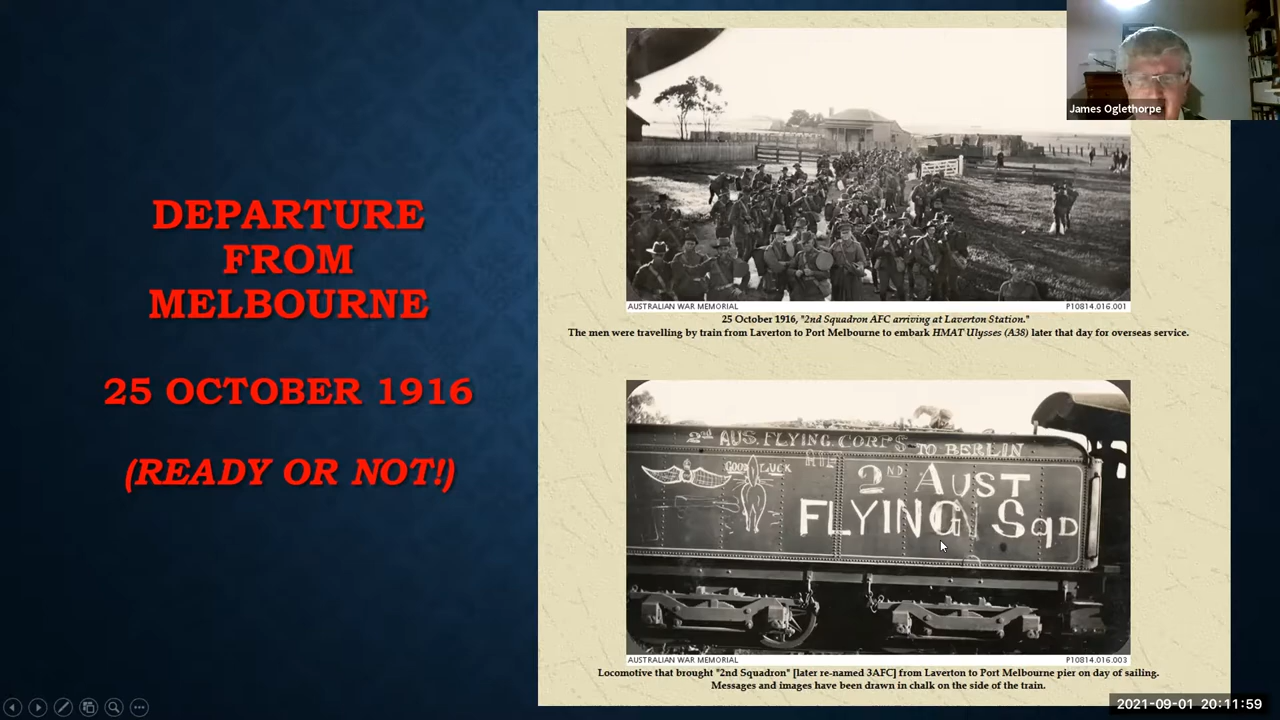 DEPARTURE
FROM
MELBOURNE
25 OCTOBER 1916
(READY OR NOT!)
James Oglethorpe
AUSTRALIAN WAR MEMORIAL
P10814.016.001
25 October 1916, "2nd Squadron AFC arriving at Laverton Station."
The men were travelling by train from Laverton to Port Melbourne to embark HMAT Ulysses (A38) later that day for overseas service.
2nd AUS. FLYING CORPS TO BERLIN
GOOD LUCK
2ND AUST
FLYING SQD
AUSTRALIAN WAR MEMORIAL
P10814.016.003
Locomotive that brought "2nd Squadron" [later re-named 3AFC] from Laverton to Port Melbourne pier on day of sailing.
Messages and images have been drawn in chalk on the side of the train.
2021-09-01 20:11:59